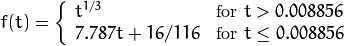 f(t) = { t^{1/3} for t > 0.008856
7.787t + 16/116 for t ≤ 0.008856